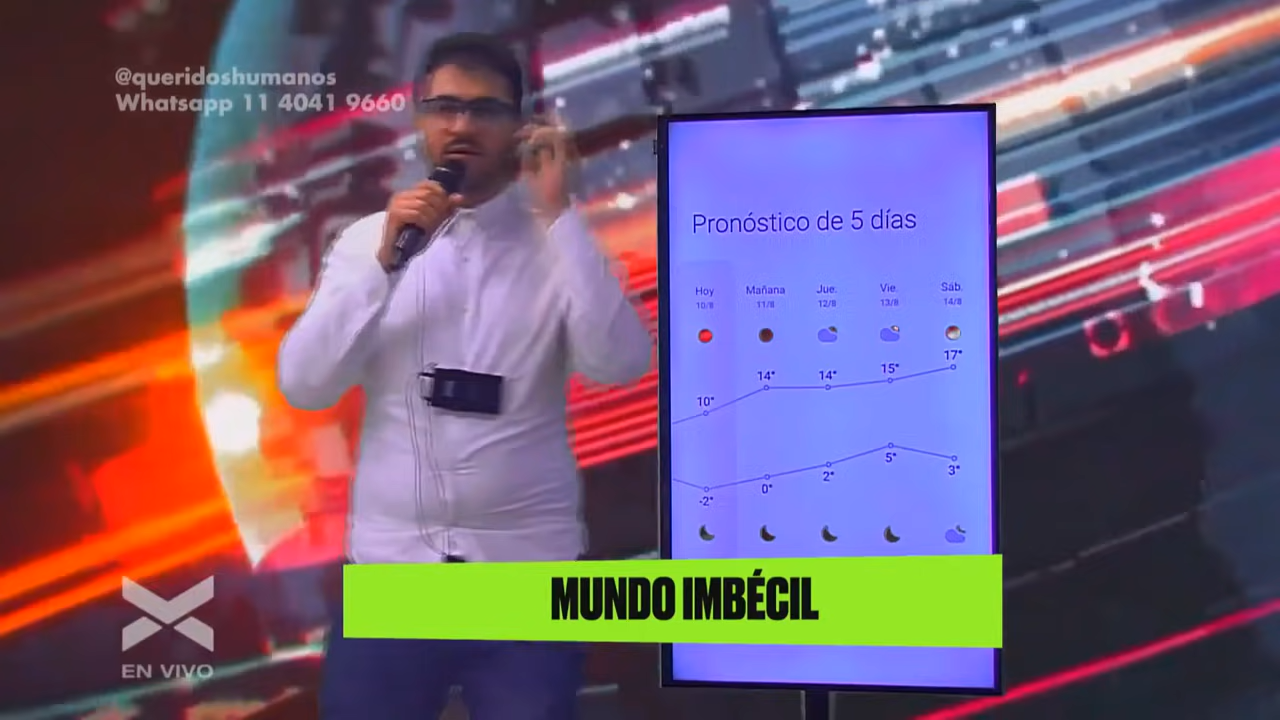 @queridoshumanos
Whatsapp 11 4041 9660
Pronóstico de 5 días
Hoy Mañana Jue. Vie. Sáb.
10/8 11/8 12/8 13/8 14/8
10° 14° 14° 15° 17°
-2° 0° 2° 5° 3°
MUNDO IMBÉCIL
EN VIVO